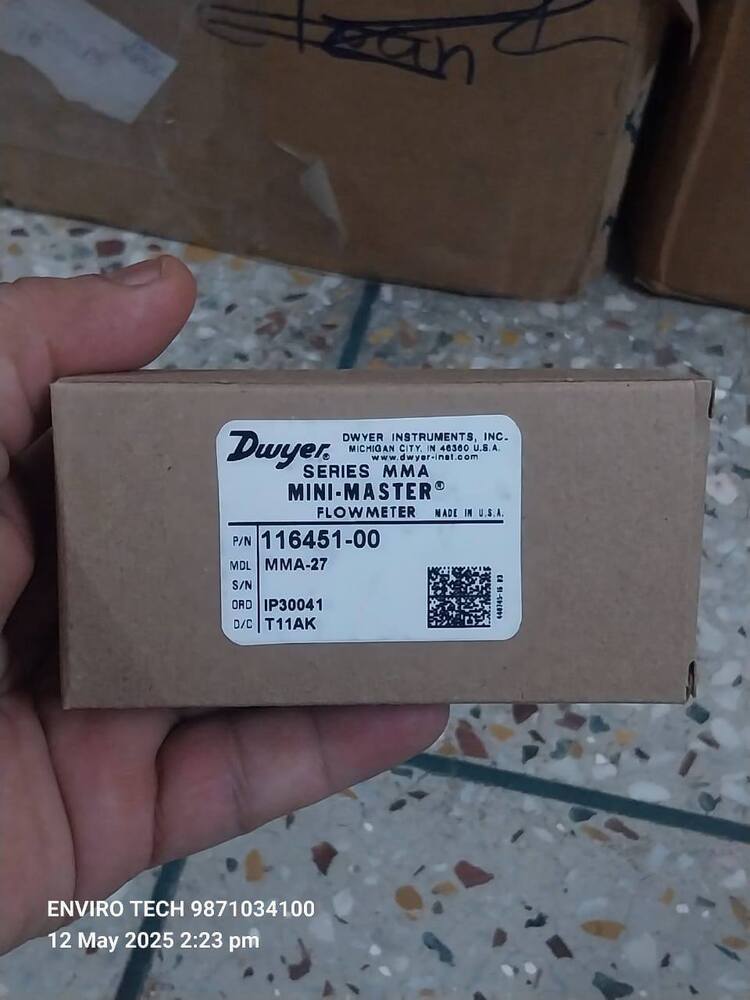 Dwyer®
DWYER INSTRUMENTS, INC.
MICHIGAN CITY, IN 46360 U.S.A.
www.dwyer-inst.com
SERIES MMA
MINI-MASTER®
FLOWMETER MADE IN U.S.A.
P/N 116451-00
MDL MMA-27
S/N
ORD IP30041
D/C T11AK
ENVIRO TECH 9871034100
12 May 2025 2:23 pm